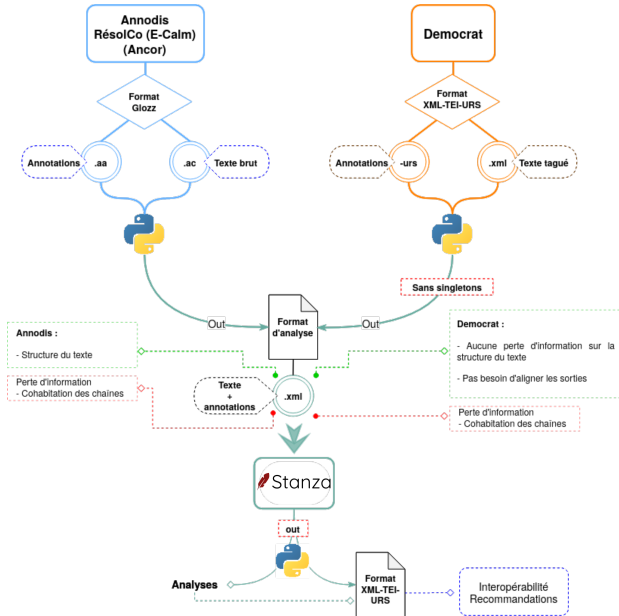 Annodis
RésolCo (E-Calm)
(Ancor)
Democrat
Format
Glozz
Format
XML-TEI-URS
Annotations
.aa
.ac
Texte brut
Annotations
-urs
.xml
Texte tagué
Sans singletons
Out
Format
d'analyse
Out
Annodis :
- Structure du texte
Democrat :
- Aucune perte d'information sur la
structure du texte
- Pas besoin d'aligner les sorties
Perte d'information
- Cohabitation des chaînes
Texte
+
annotations
.xml
Perte d'information
- Cohabitation des chaînes
Stanza
out
Analyses
Format
XML-TEI-
URS
Interopérabilité
Recommandations